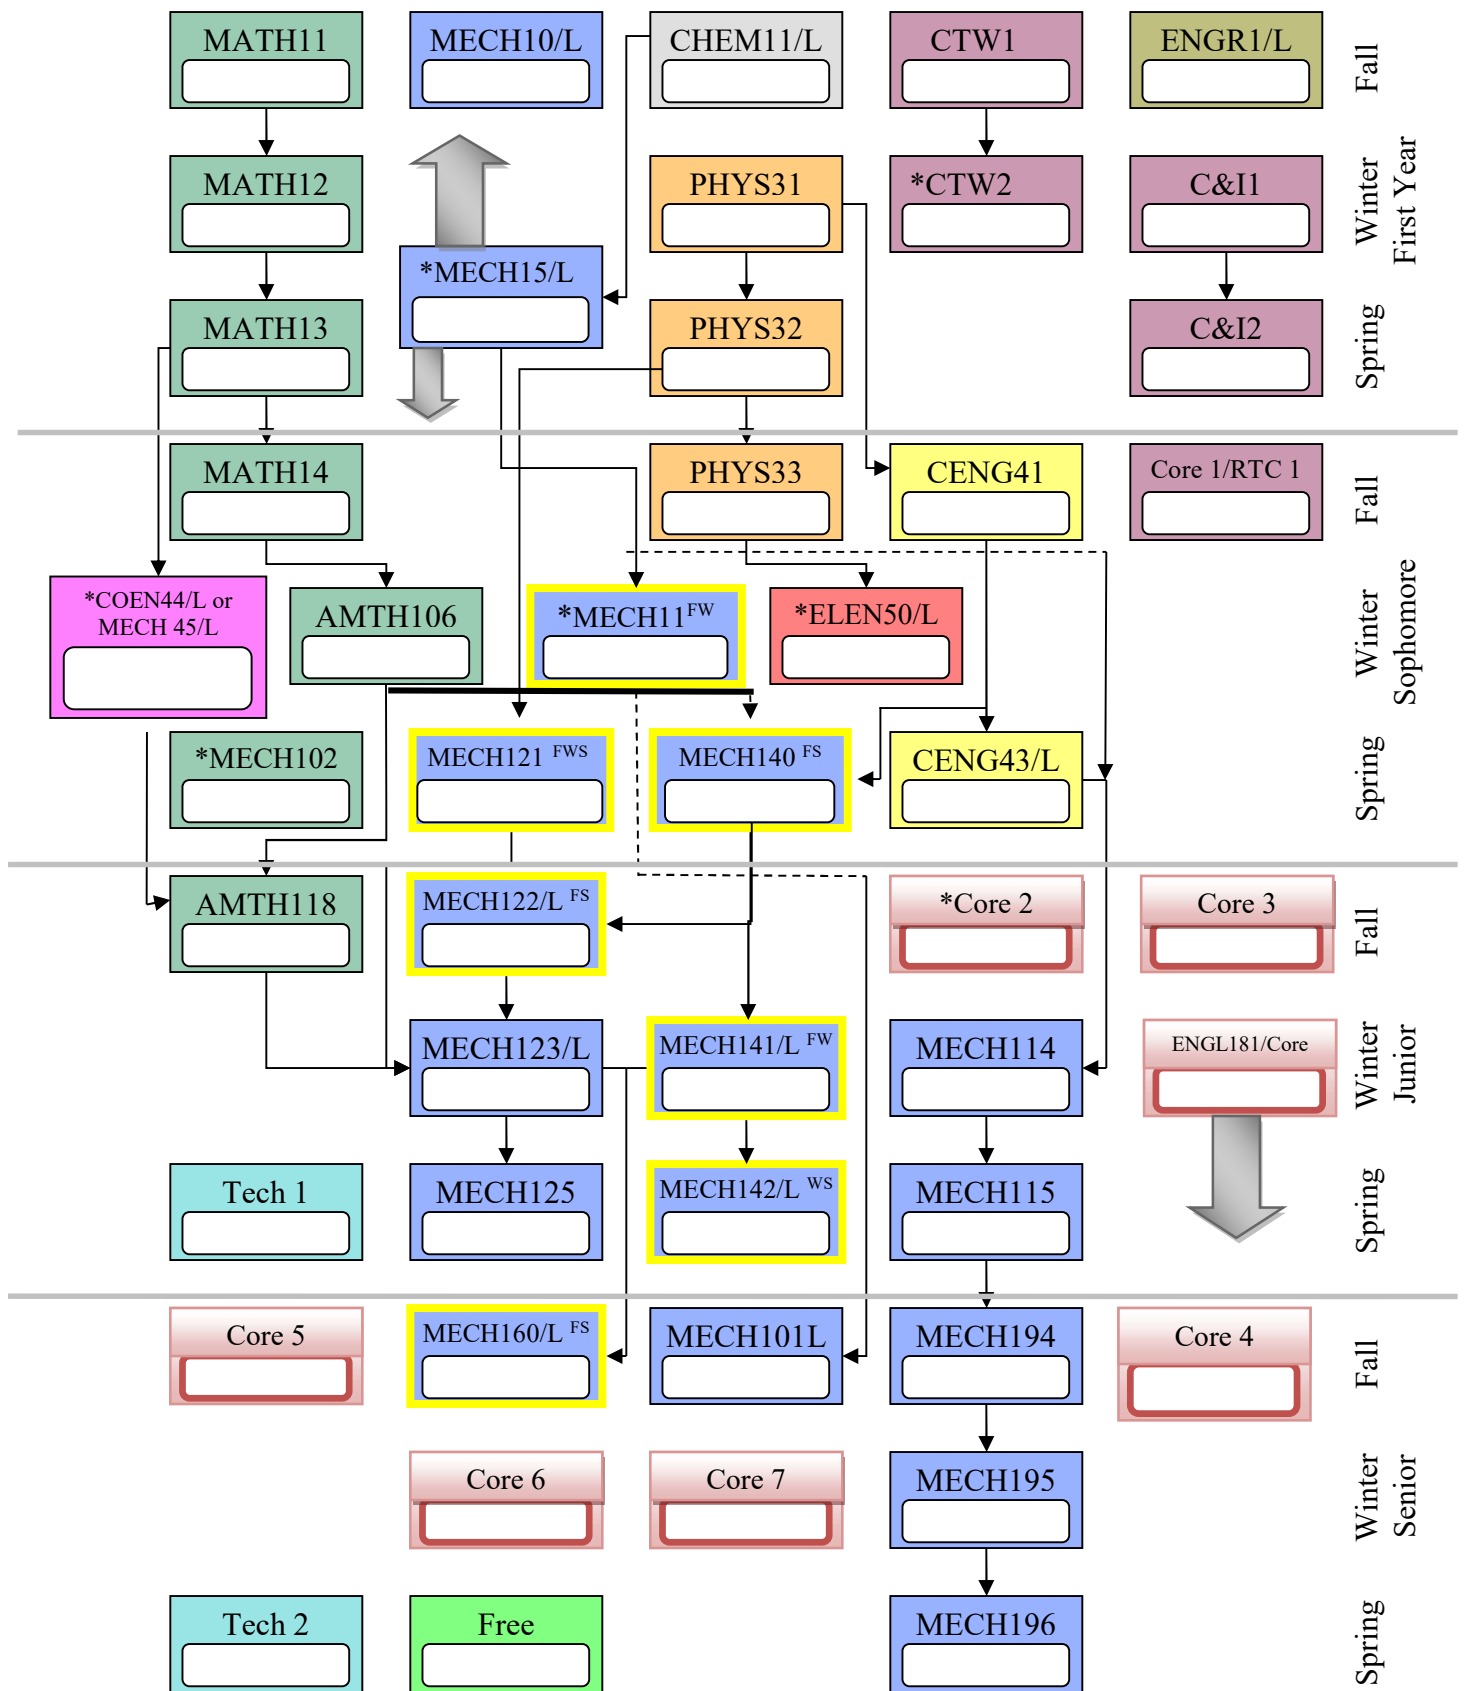 MATH11
MECH10/L
CHEM11/L
CTW1
ENGR1/L
Fall
MATH12
PHYS31
*CTW2
C&I1
Winter
First Year
*MECH15/L
MATH13
PHYS32
C&I2
Spring
MATH14
PHYS33
CENG41
Core 1/RTC 1
Fall
*COEN44/L or
MECH 45/L
AMTH106
*MECH11 FW
*ELEN50/L
Winter
Sophomore
*MECH102
MECH121 FWS
MECH140 FS
CENG43/L
Spring
AMTH118
MECH122/L FS
*Core 2
Core 3
Fall
MECH123/L
MECH141/L FW
MECH114
ENGL181/Core
Winter
Junior
Tech 1
MECH125
MECH142/L WS
MECH115
Spring
Core 5
MECH160/L FS
MECH101L
MECH194
Core 4
Fall
Core 6
Core 7
MECH195
Winter
Senior
Tech 2
Free
MECH196
Spring